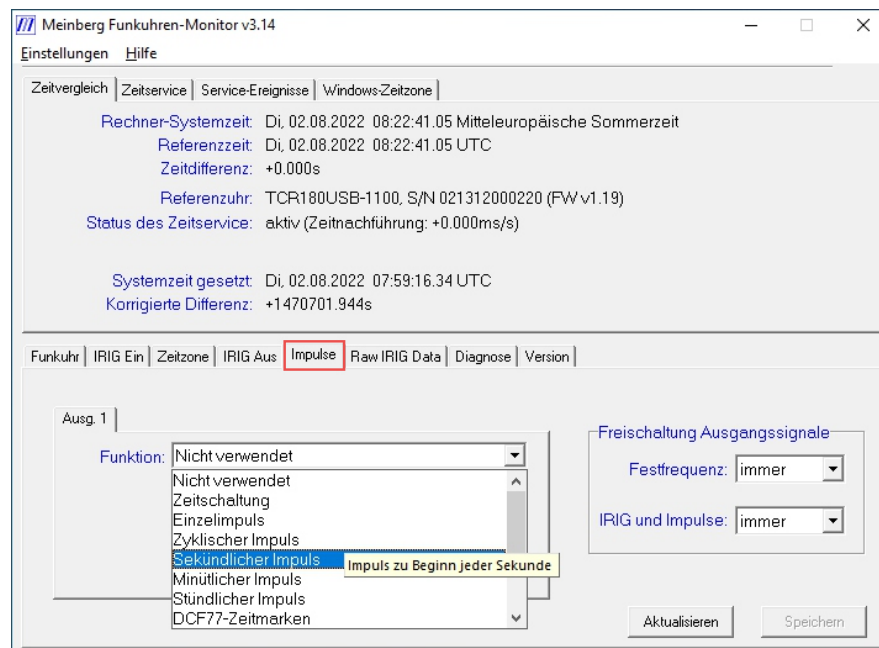 Meinberg Funkuhren-Monitor v3.14
Einstellungen Hilfe
Zeitvergleich Zeitservice Service-Ereignisse Windows-Zeitzone
Rechner-Systemzeit: Di, 02.08.2022 08:22:41.05 Mitteleuropäische Sommerzeit
Referenzzeit: Di, 02.08.2022 08:22:41.05 UTC
Zeitdifferenz: +0.000s
Referenzuhr: TCR180USB-1100, S/N 021312000220 (FW v1.19)
Status des Zeitservice: aktiv (Zeitnachführung: +0.000ms/s)
Systemzeit gesetzt: Di, 02.08.2022 07:59:16.34 UTC
Korrigierte Differenz: +1470701.944s
Funkuhr IRIG Ein Zeitzone IRIG Aus Impulse Raw IRIG Data Diagnose Version
Ausg. 1
Funktion: Nicht verwendet
Nicht verwendet
Zeitschaltung
Einzelimpuls
Zyklischer Impuls
Sekündlicher Impuls
Impuls zu Beginn jeder Sekunde
Minütlicher Impuls
Stündlicher Impuls
DCF77-Zeitmarken
Freischaltung Ausgangssignale
Festfrequenz: immer
IRIG und Impulse: immer
Aktualisieren Speichern